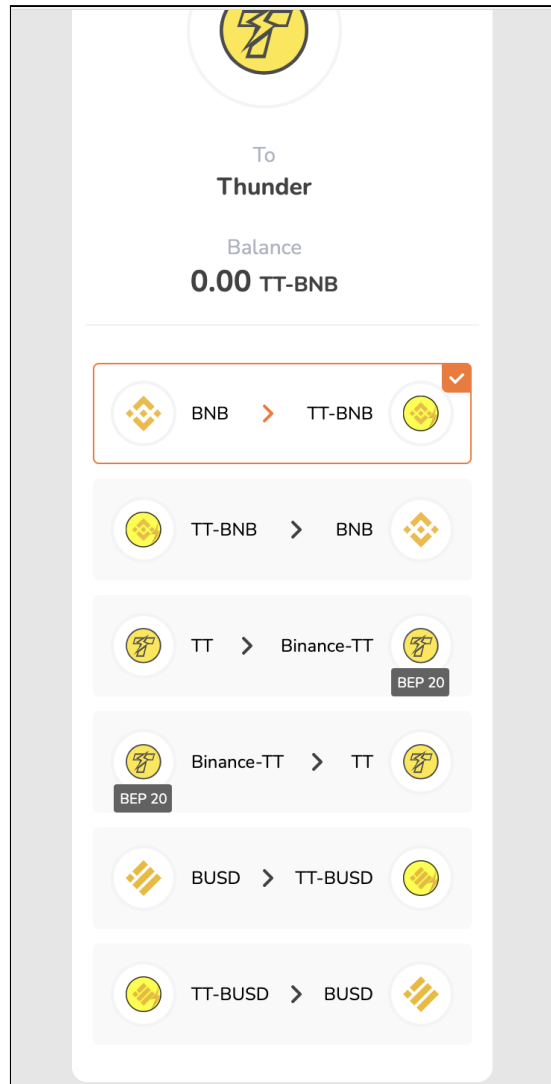 To
Thunder
Balance
0.00 TT-BNB
BNB > TT-BNB
TT-BNB > BNB
TT > Binance-TT
BEP 20
Binance-TT > TT
BEP 20
BUSD > TT-BUSD
TT-BUSD > BUSD